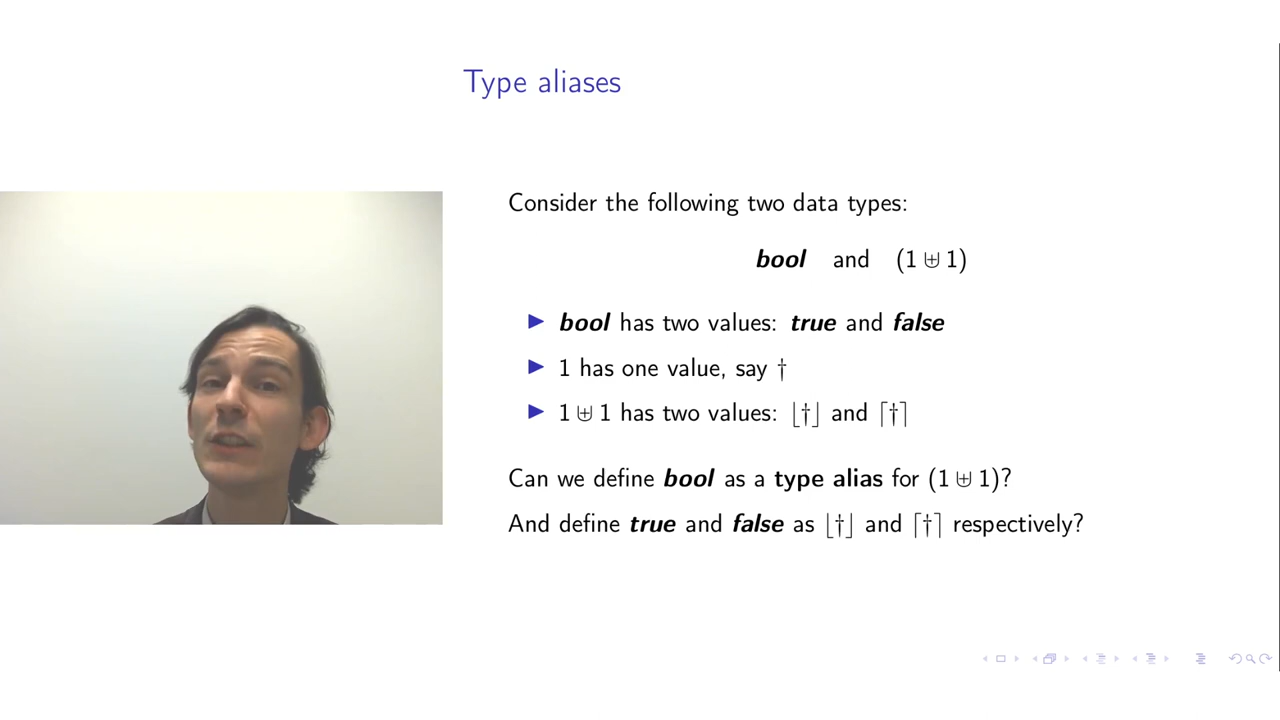 Type aliases
Consider the following two data types:
bool and (1 ⊎ 1)
▶ bool has two values: true and false
▶ 1 has one value, say †
▶ 1 ⊎ 1 has two values: ⌊†⌋ and ⌈†⌉
Can we define bool as a type alias for (1 ⊎ 1)?
And define true and false as ⌊†⌋ and ⌈†⌉ respectively?